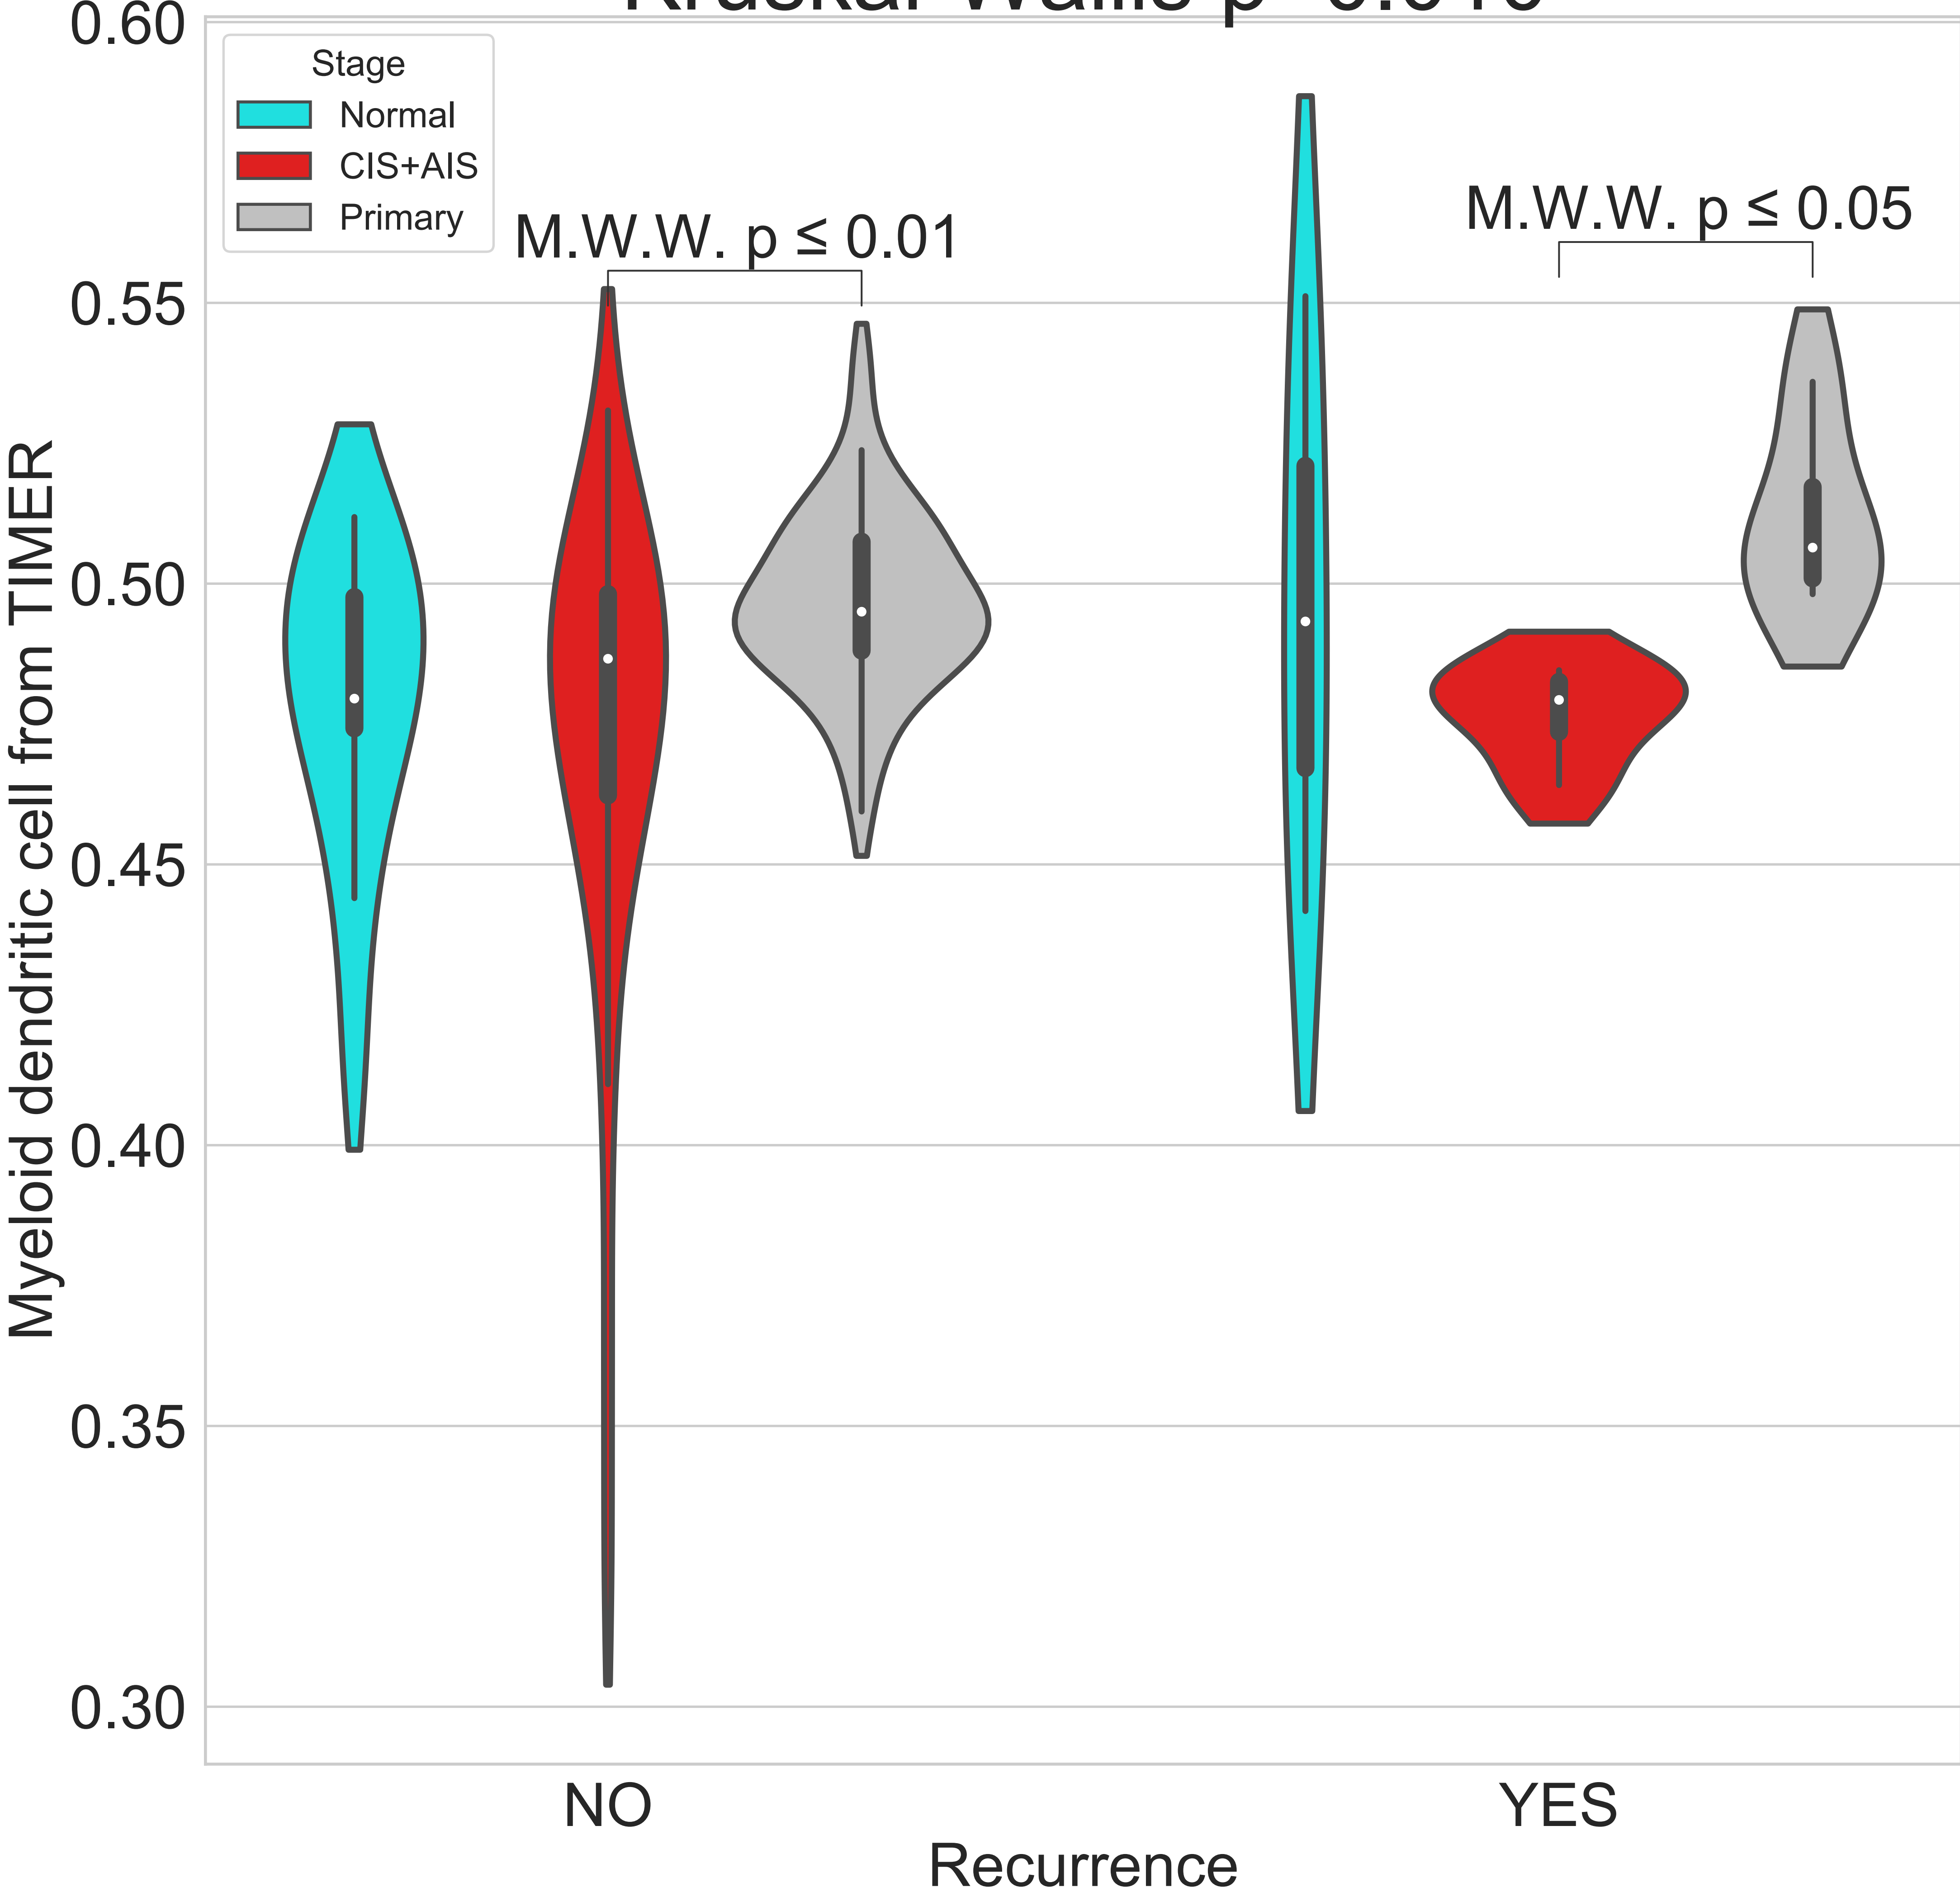 0.60
0.55
0.50
0.45
0.40
0.35
0.30
Myeloid dendritic cell from TIMER
Stage
Normal
CIS+AIS
Primary
M.W.W. p ≤ 0.01
M.W.W. p ≤ 0.05
NO
YES
Recurrence